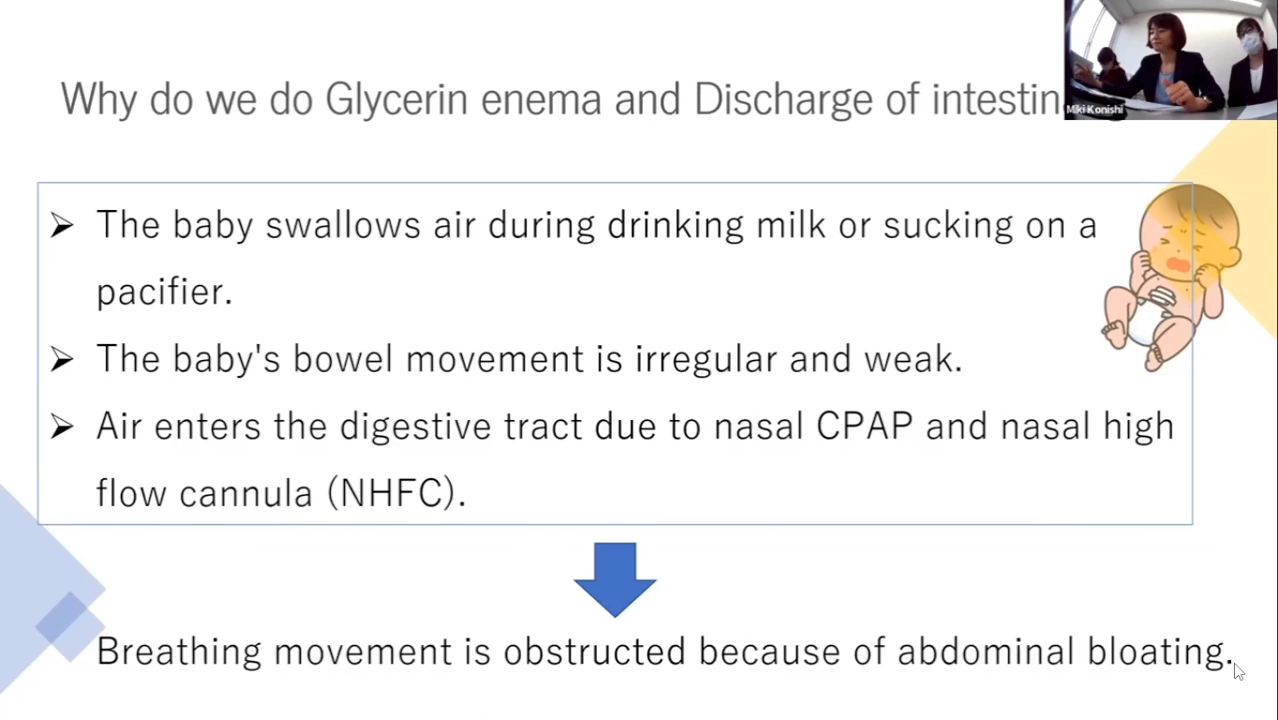 Why do we do Glycerin enema and Discharge of
Miki Konishi
➢ The baby swallows air during drinking milk or sucking on a
pacifier.
➢ The baby's bowel movement is irregular and weak.
➢ Air enters the digestive tract due to nasal CPAP and nasal high
flow cannula (NHFC).
Breathing movement is obstructed because of abdominal bloating.